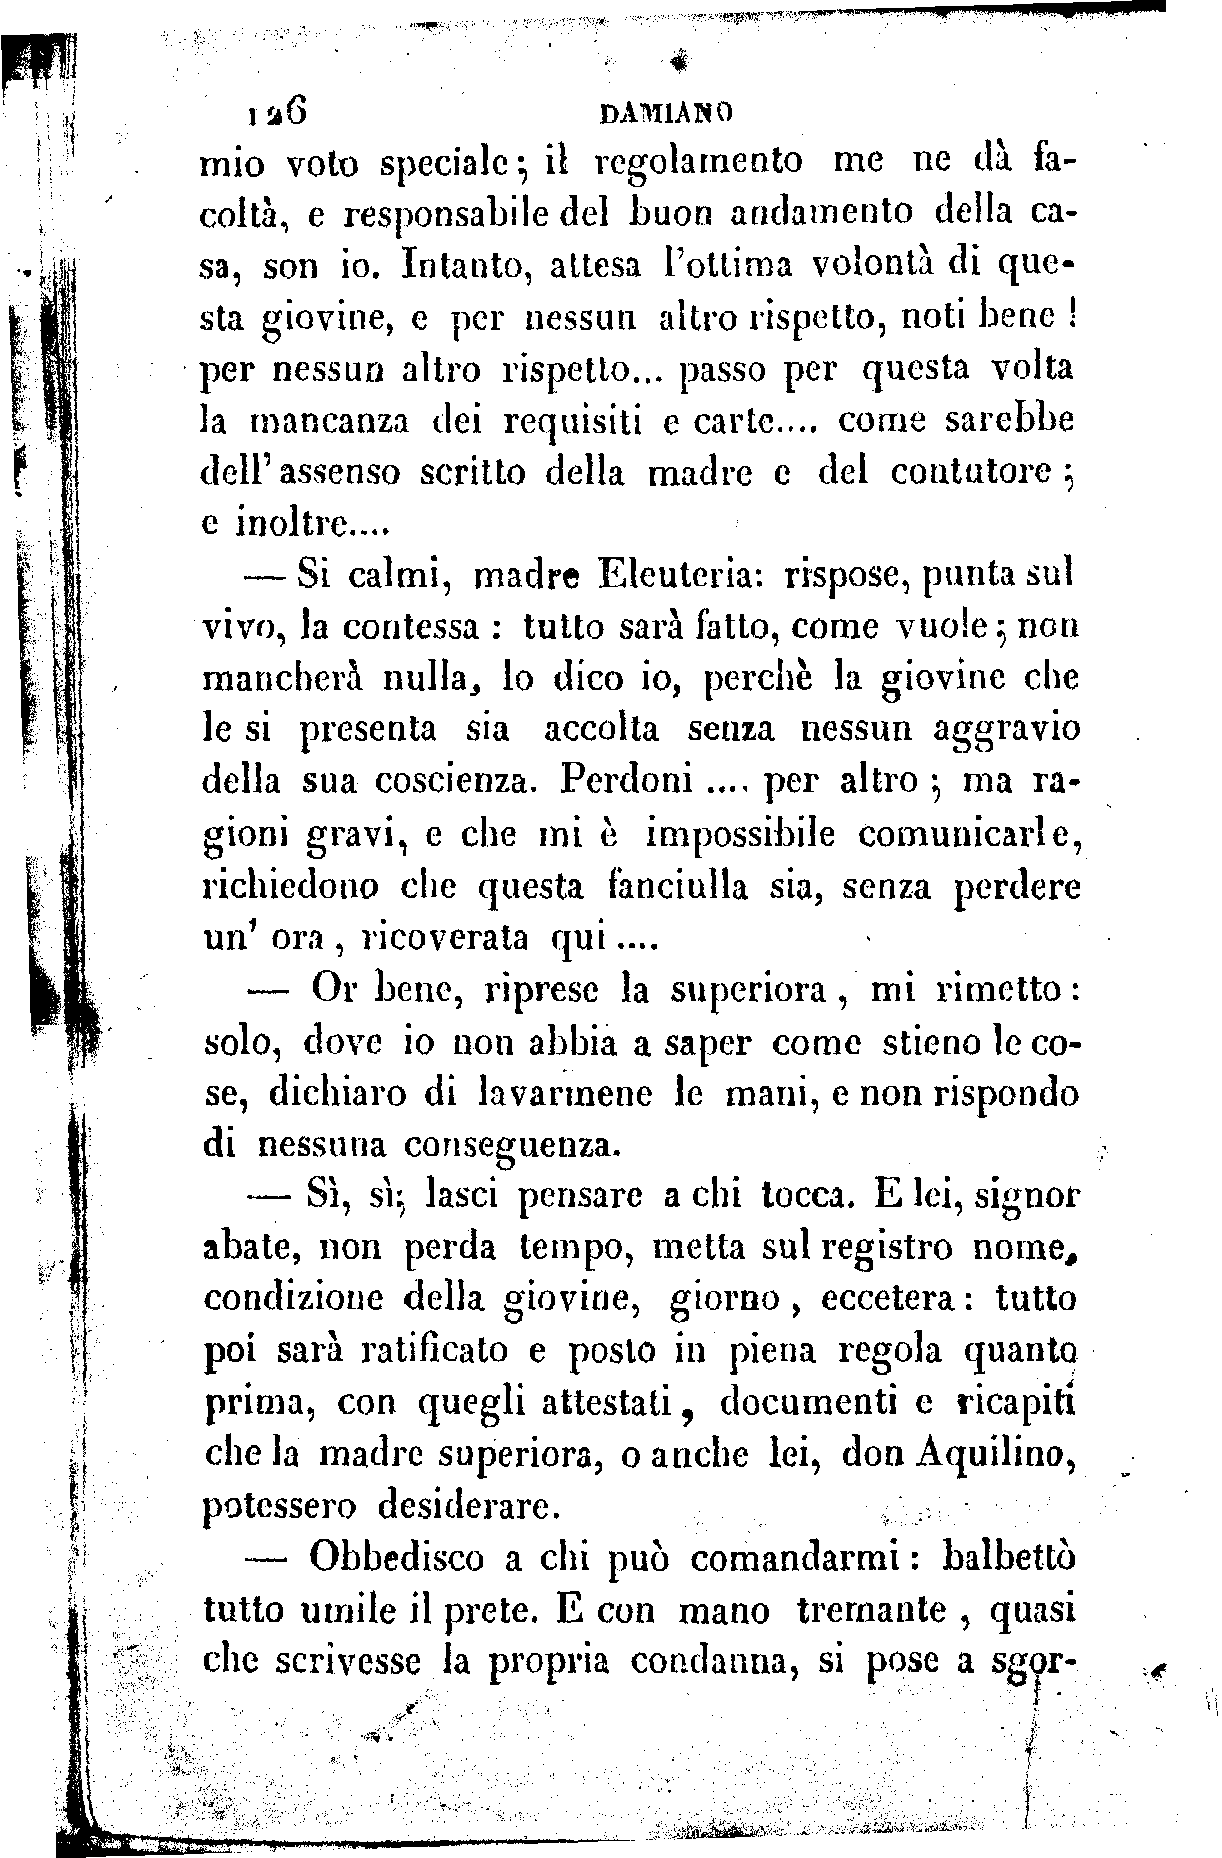 126 DAMIANO
mio voto speciale; il regolamento me ne dà fa-
coltà, e responsabile del buon andamento della ca-
sa, son io. Intanto, attesa l'ottima volontà di que-
sta giovine, e per nessun altro rispetto, noti bene!
per nessun altro rispetto... passo per questa volta
la mancanza dei requisiti e carte.... come sarebbe
dell'assenso scritto della madre e del contutore;
e inoltre....
— Si calmi, madre Eleuteria: rispose, punta sul
vivo, la contessa: tutto sarà fatto, come vuole; non
mancherà nulla, lo dico io, perchè la giovine che
le si presenta sia accolta senza nessun aggravio
della sua coscienza. Perdoni .... per altro; ma ra-
gioni gravi, e che mi è impossibile comunicarle,
richiedono che questa fanciulla sia, senza perdere
un' ora, ricoverata qui ....
— Or bene, riprese la superiora, mi rimetto:
solo, dove io non abbia a saper come stieno le co-
se, dichiaro di lavarmene le mani, e non rispondo
di nessuna conseguenza.
— Sì, sì; lasci pensare a chi tocca. E lei, signor
abate, non perda tempo, metta sul registro nome,
condizione della giovine, giorno, eccetera: tutto
poi sarà ratificato e posto in piena regola quanto
prima, con quegli attestati, documenti e ricapiti
che la madre superiora, o anche lei, don Aquilino,
potessero desiderare.
— Obbedisco a chi può comandarmi: balbettò
tutto umile il prete. E con mano tremante, quasi
che scrivesse la propria condanna, si pose a sgor-